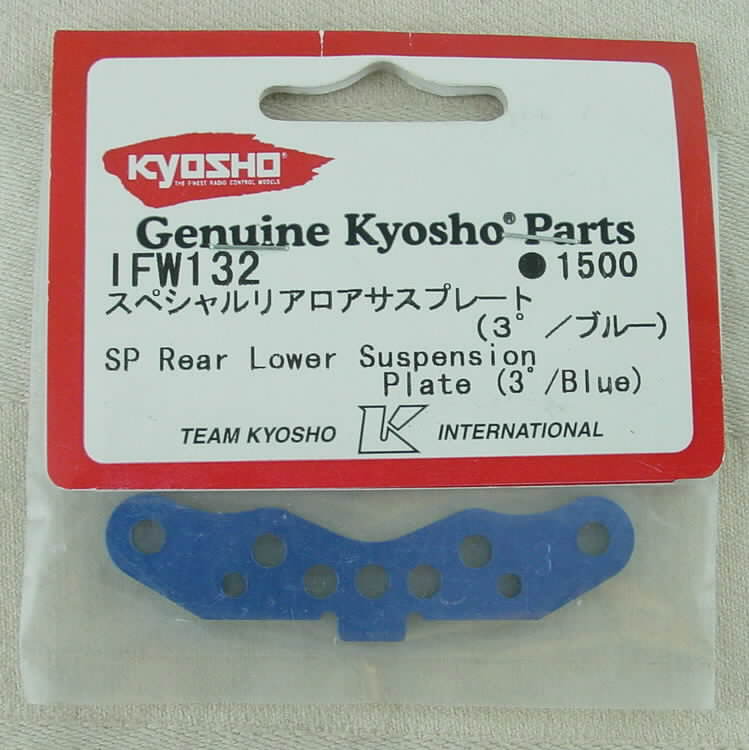 KYOSHO®
THE FINEST RADIO CONTROL MODELS
Genuine Kyosho® Parts
IFW132 ●1500
スペシャルリアロアサスプレート
(3°/ブルー)
SP Rear Lower Suspension
Plate (3°/Blue)
TEAM KYOSHO K INTERNATIONAL